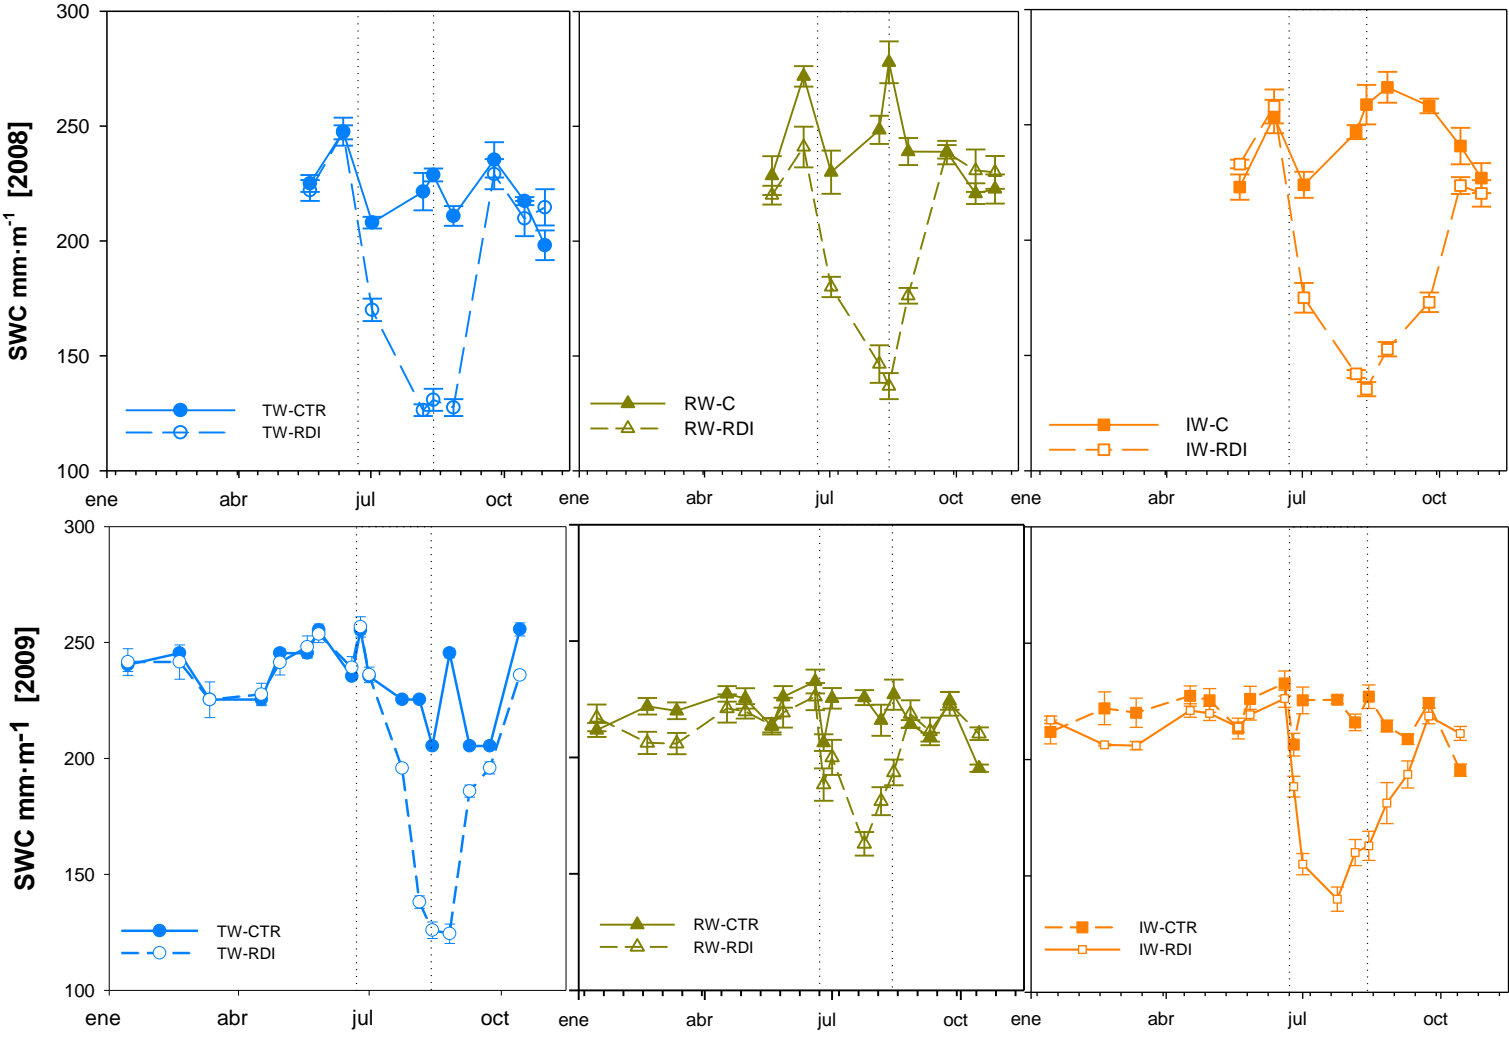 300
250
200
150
100
SWC mm·m-1 [2008]
TW-CTR
TW-RDI
RW-C
RW-RDI
IW-C
IW-RDI
ene abr jul oct ene abr jul oct ene abr jul oct
300
250
200
150
100
SWC mm·m-1 [2009]
TW-CTR
TW-RDI
RW-CTR
RW-RDI
IW-CTR
IW-RDI
ene abr jul oct ene abr jul oct ene abr jul oct